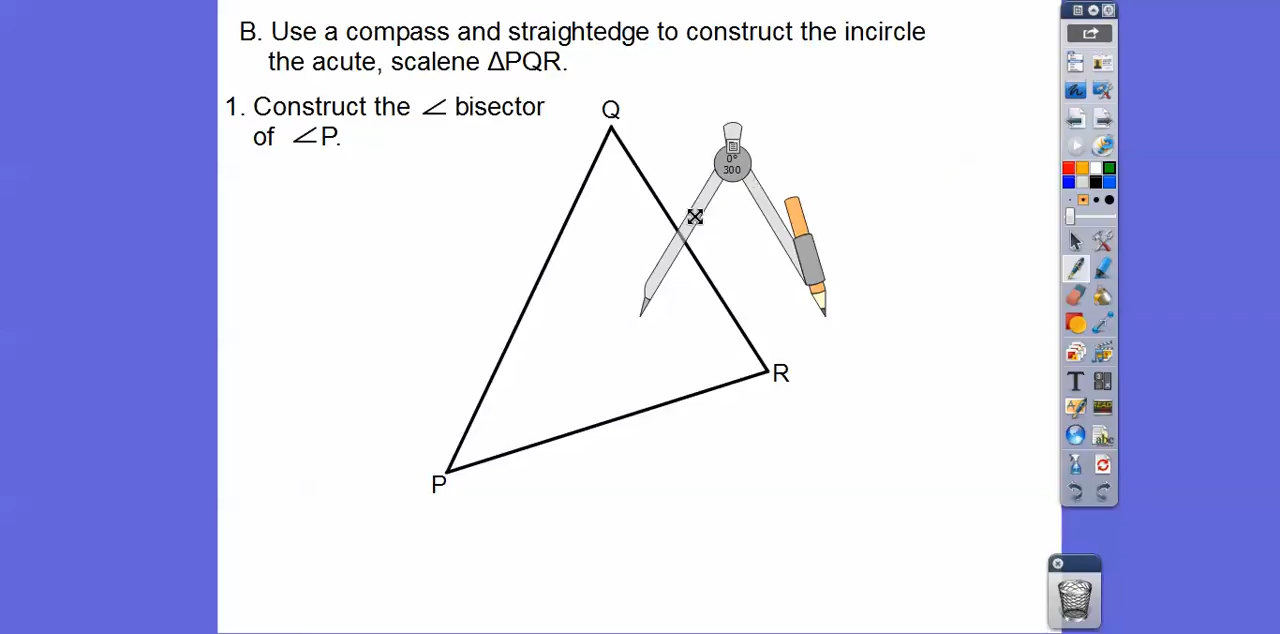 B. Use a compass and straightedge to construct the incircle
the acute, scalene ΔPQR.
1. Construct the ∠ bisector
of ∠P.
Q
0°
300
R
P
T
abc